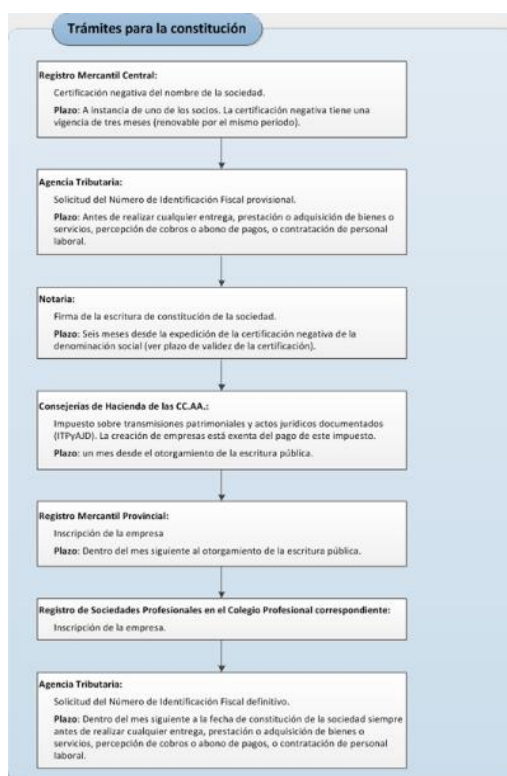 Trámites para la constitución
Registro Mercantil Central:
Certificación negativa del nombre de la sociedad.
Plazo: A instancia de uno de los socios. La certificación negativa tiene una
vigencia de tres meses (renovable por el mismo periodo).
Agencia Tributaria:
Solicitud del Número de Identificación Fiscal provisional.
Plazo: Antes de realizar cualquier entrega, prestación o adquisición de bienes o
servicios, percepción de cobros o abono de pagos, o contratación de personal
laboral.
Notaria:
Firma de la escritura de constitución de la sociedad.
Plazo: Seis meses desde la expedición de la certificación negativa de la
denominación social (ver plazo de validez de la certificación).
Consejerías de Hacienda de las CC.AA.:
Impuesto sobre transmisiones patrimoniales y actos jurídicos documentados
(ITPyAJD). La creación de empresas está exenta del pago de este impuesto.
Plazo: un mes desde el otorgamiento de la escritura pública.
Registro Mercantil Provincial:
Inscripción de la empresa
Plazo: Dentro del mes siguiente al otorgamiento de la escritura pública.
Registro de Sociedades Profesionales en el Colegio Profesional correspondiente:
Inscripción de la empresa.
Agencia Tributaria:
Solicitud del Número de Identificación Fiscal definitivo.
Plazo: Dentro del mes siguiente a la fecha de constitución de la sociedad siempre
antes de realizar cualquier entrega, prestación o adquisición de bienes o
servicios, percepción de cobros o abono de pagos, o contratación de personal
laboral.